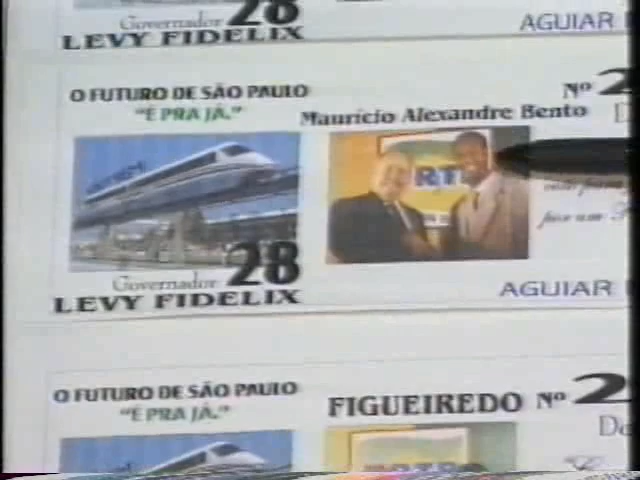 Governador 28
LEVY FIDELIX
AGUIAR
O FUTURO DE SÃO PAULO
"É PRA JÁ."
Nº 2
Maurício Alexandre Bento
RT
Governador 28
LEVY FIDELIX
AGUIAR
O FUTURO DE SÃO PAULO
"É PRA JÁ."
FIGUEIREDO Nº 2